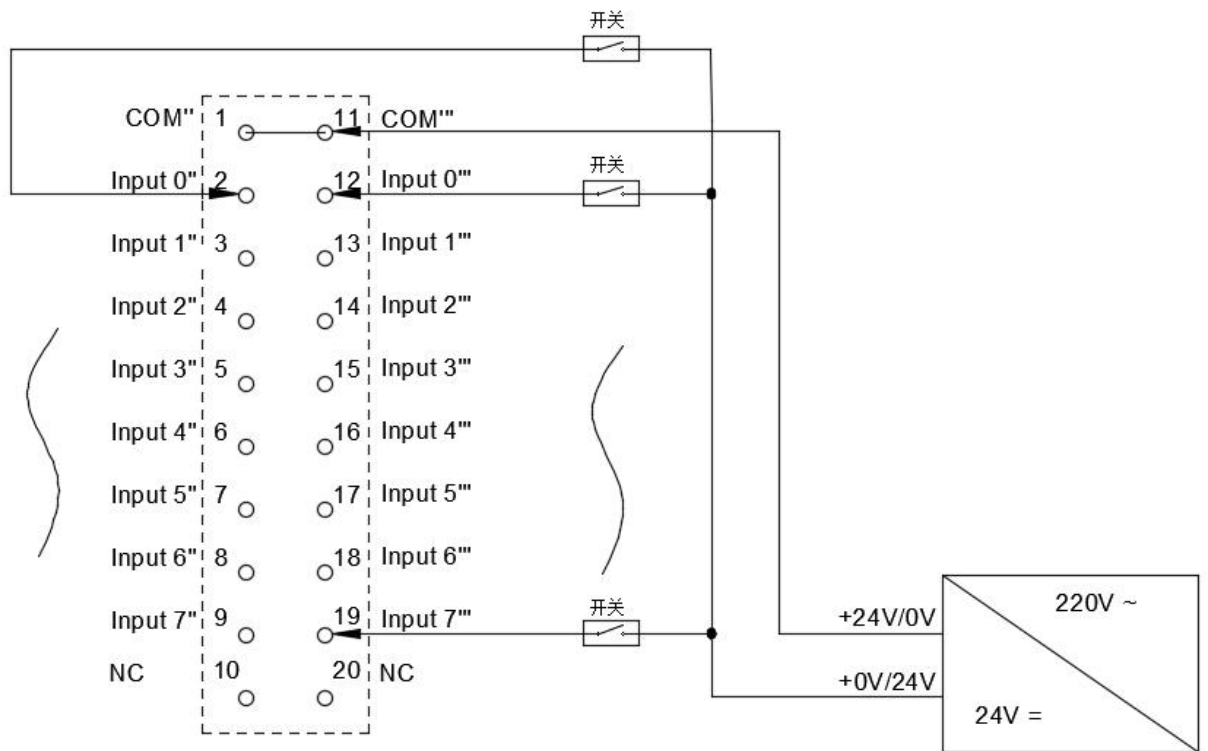 开关
COM'' 1 11 COM'''
开关
Input 0'' 2 12 Input 0'''
Input 1'' 3 13 Input 1'''
Input 2'' 4 14 Input 2'''
Input 3'' 5 15 Input 3'''
Input 4'' 6 16 Input 4'''
Input 5'' 7 17 Input 5'''
Input 6'' 8 18 Input 6'''
开关
Input 7'' 9 19 Input 7'''
NC 10 20 NC
220V ~
+24V/0V
+0V/24V
24V =